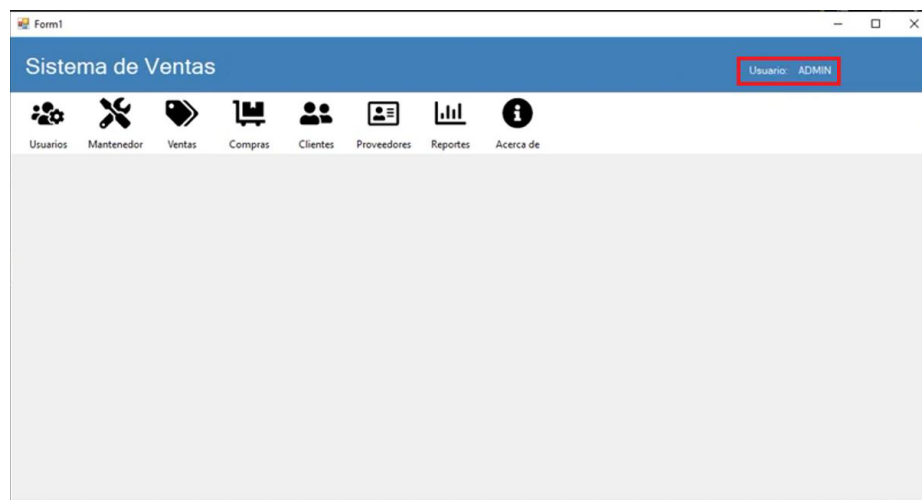 Form1
Sistema de Ventas
Usuario: ADMIN
Usuarios Mantenedor Ventas Compras Clientes Proveedores Reportes Acerca de